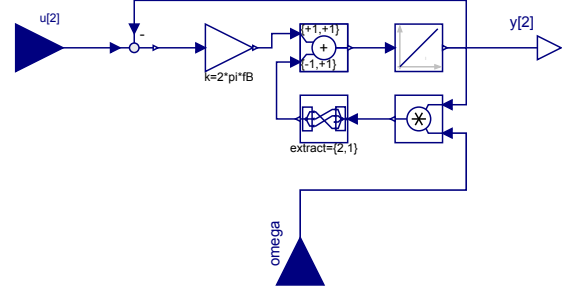 u[2]
y[2]
-
{+1,+1}
+
{-1,+1}
k=2*pi*fB
extract={2,1}
omega